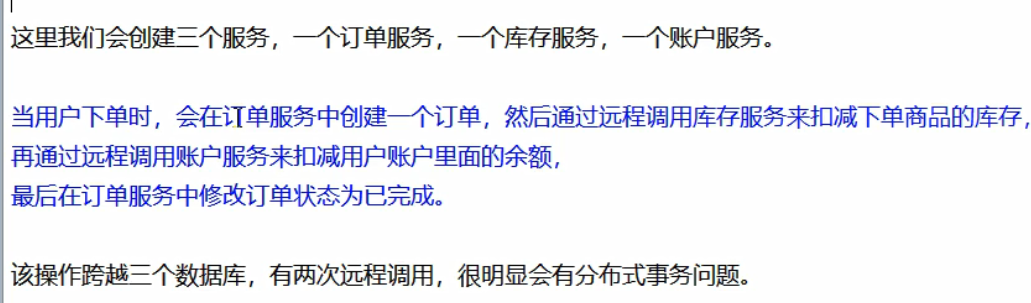 这里我们会创建三个服务，一个订单服务，一个库存服务，一个账户服务。
当用户下单时，会在订单服务中创建一个订单，然后通过远程调用库存服务来扣减下单商品的库存，
再通过远程调用账户服务来扣减用户账户里面的余额，
最后在订单服务中修改订单状态为已完成。
该操作跨越三个数据库，有两次远程调用，很明显会有分布式事务问题。